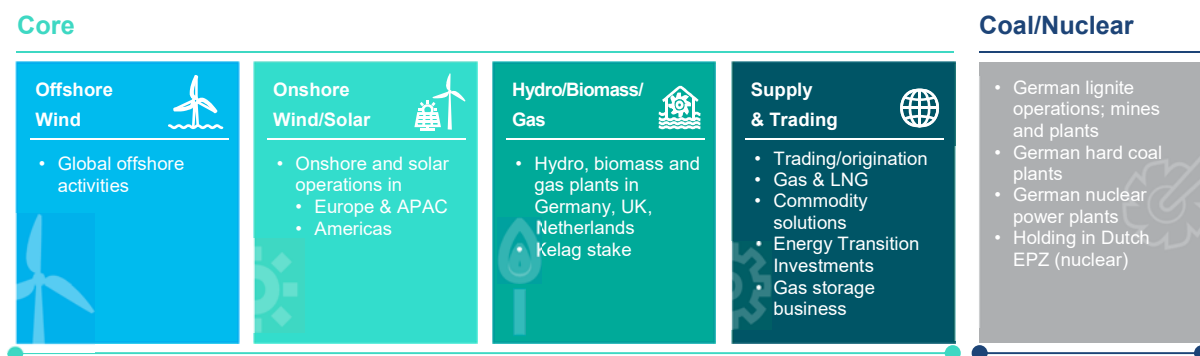 Core
Offshore
Wind
• Global offshore
activities
Onshore
Wind/Solar
• Onshore and solar
operations in
• Europe & APAC
• Americas
Hydro/Biomass/
Gas
• Hydro, biomass and
gas plants in
Germany, UK,
Netherlands
• Kelag stake
Supply
& Trading
• Trading/origination
• Gas & LNG
• Commodity
solutions
• Energy Transition
Investments
• Gas storage
business
Coal/Nuclear
• German lignite
operations; mines
and plants
• German hard coal
plants
• German nuclear
power plants
• Holding in Dutch
EPZ (nuclear)